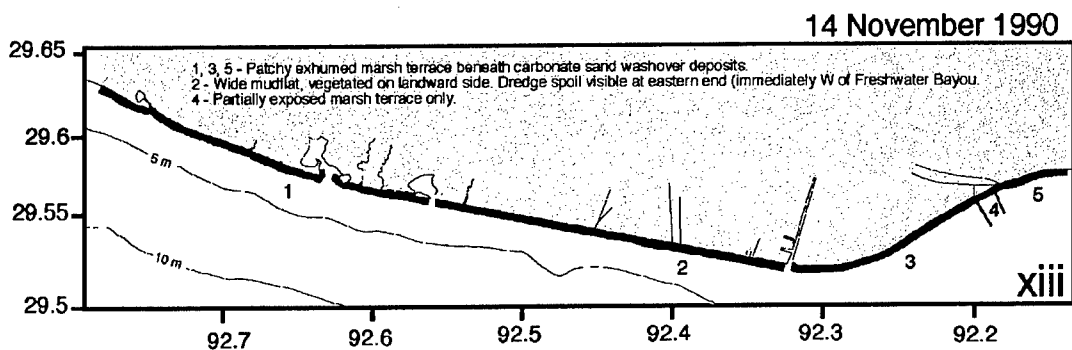 14 November 1990
29.65
1, 3, 5 - Patchy exhumed marsh terrace beneath carbonate sand washover deposits.
2 - Wide mudflat, vegetated on landward side. Dredge spoil visible at eastern end (immediately W of Freshwater Bayou.
4 - Partially exposed marsh terrace only.
29.6
5 m
1
29.55
10 m
2
3
4
5
xiii
29.5
92.7
92.6
92.5
92.4
92.3
92.2